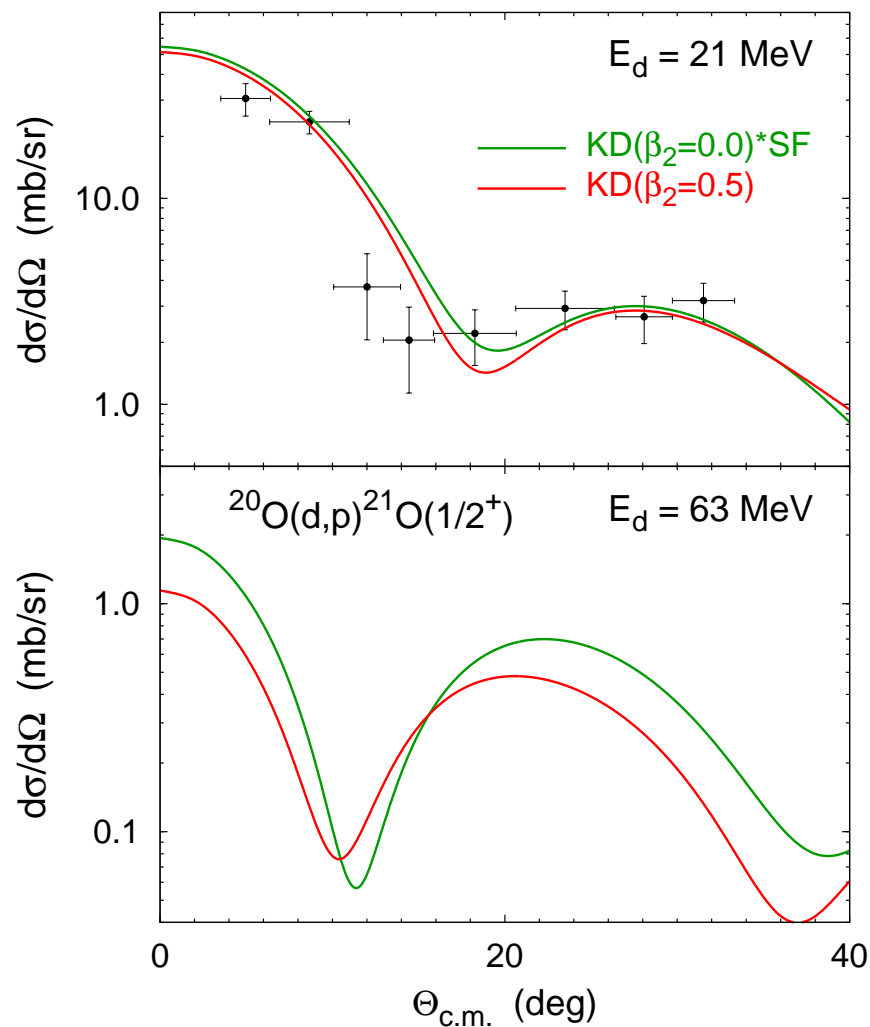 E_d = 21 MeV
KD(β_2=0.0)*SF
KD(β_2=0.5)
10.0
1.0
dσ/dΩ (mb/sr)
^20O(d,p)^21O(1/2^+)
E_d = 63 MeV
1.0
0.1
dσ/dΩ (mb/sr)
0
20
40
Θ_c.m. (deg)